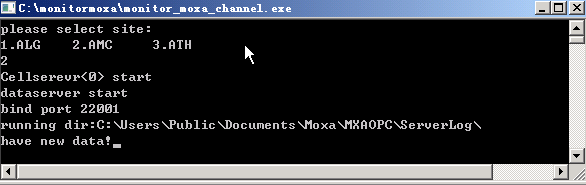 C:\monitormoxa\monitor_moxa_channel.exe
please select site:
1.ALG    2.AMC    3.ATH
2
Cellserevr<0> start
dataserver start
bind port 22001
running dir:C:\Users\Public\Documents\Moxa\MXAOPC\ServerLog\
have new data!_